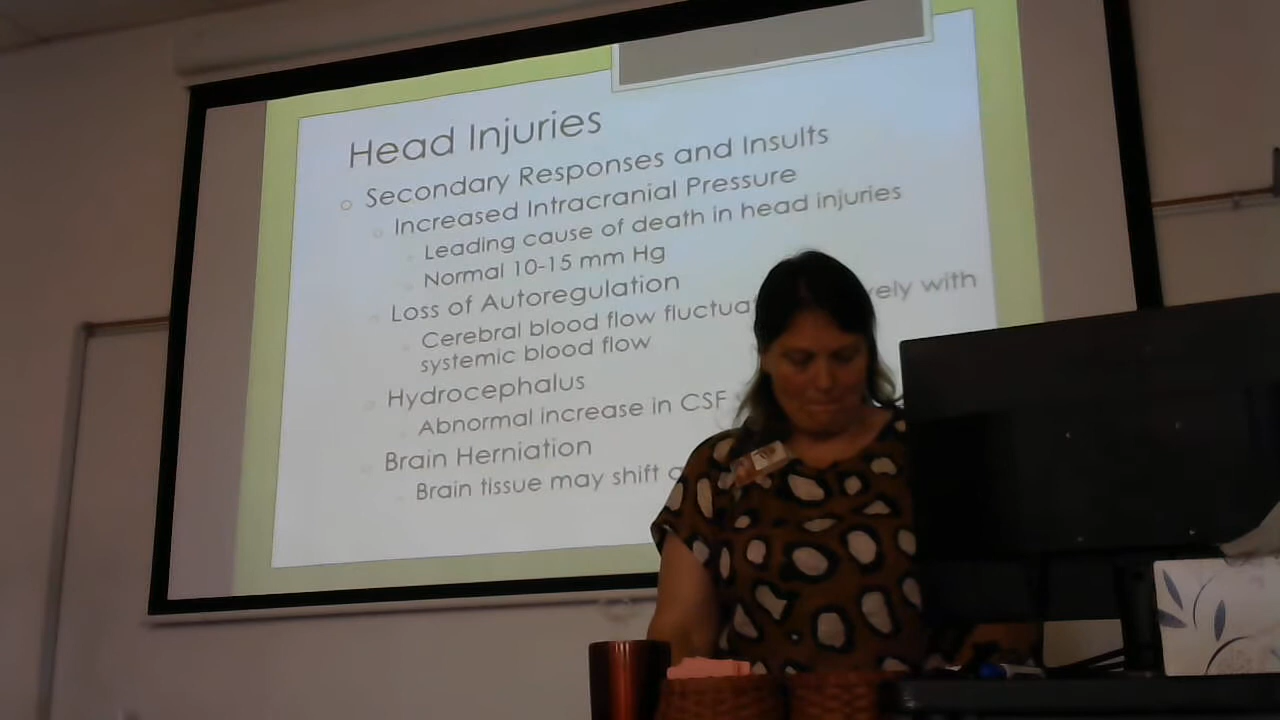 Head Injuries
Secondary Responses and Insults
Increased Intracranial Pressure
Leading cause of death in head injuries
Normal 10-15 mm Hg
Loss of Autoregulation
Cerebral blood flow fluctuat vely with
systemic blood flow
Hydrocephalus
Abnormal increase in CSF
Brain Herniation
Brain tissue may shift